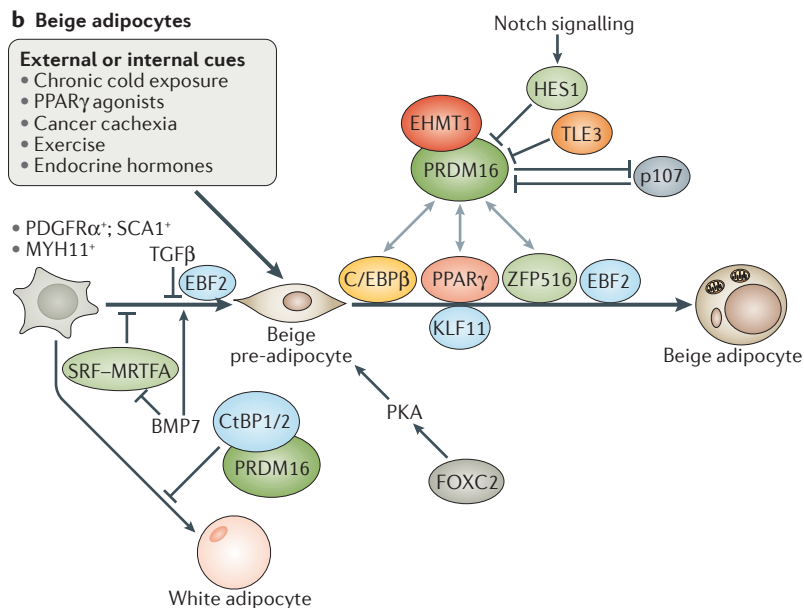 b Beige adipocytes
External or internal cues
• Chronic cold exposure
• PPARγ agonists
• Cancer cachexia
• Exercise
• Endocrine hormones
Notch signalling
HES1
EHMT1
TLE3
PRDM16
p107
• PDGFRα⁺; SCA1⁺
• MYH11⁺
TGFβ
EBF2
C/EBPβ
PPARγ
ZFP516
EBF2
KLF11
Beige
pre-adipocyte
Beige adipocyte
SRF–MRTFA
BMP7
CtBP1/2
PRDM16
PKA
FOXC2
White adipocyte